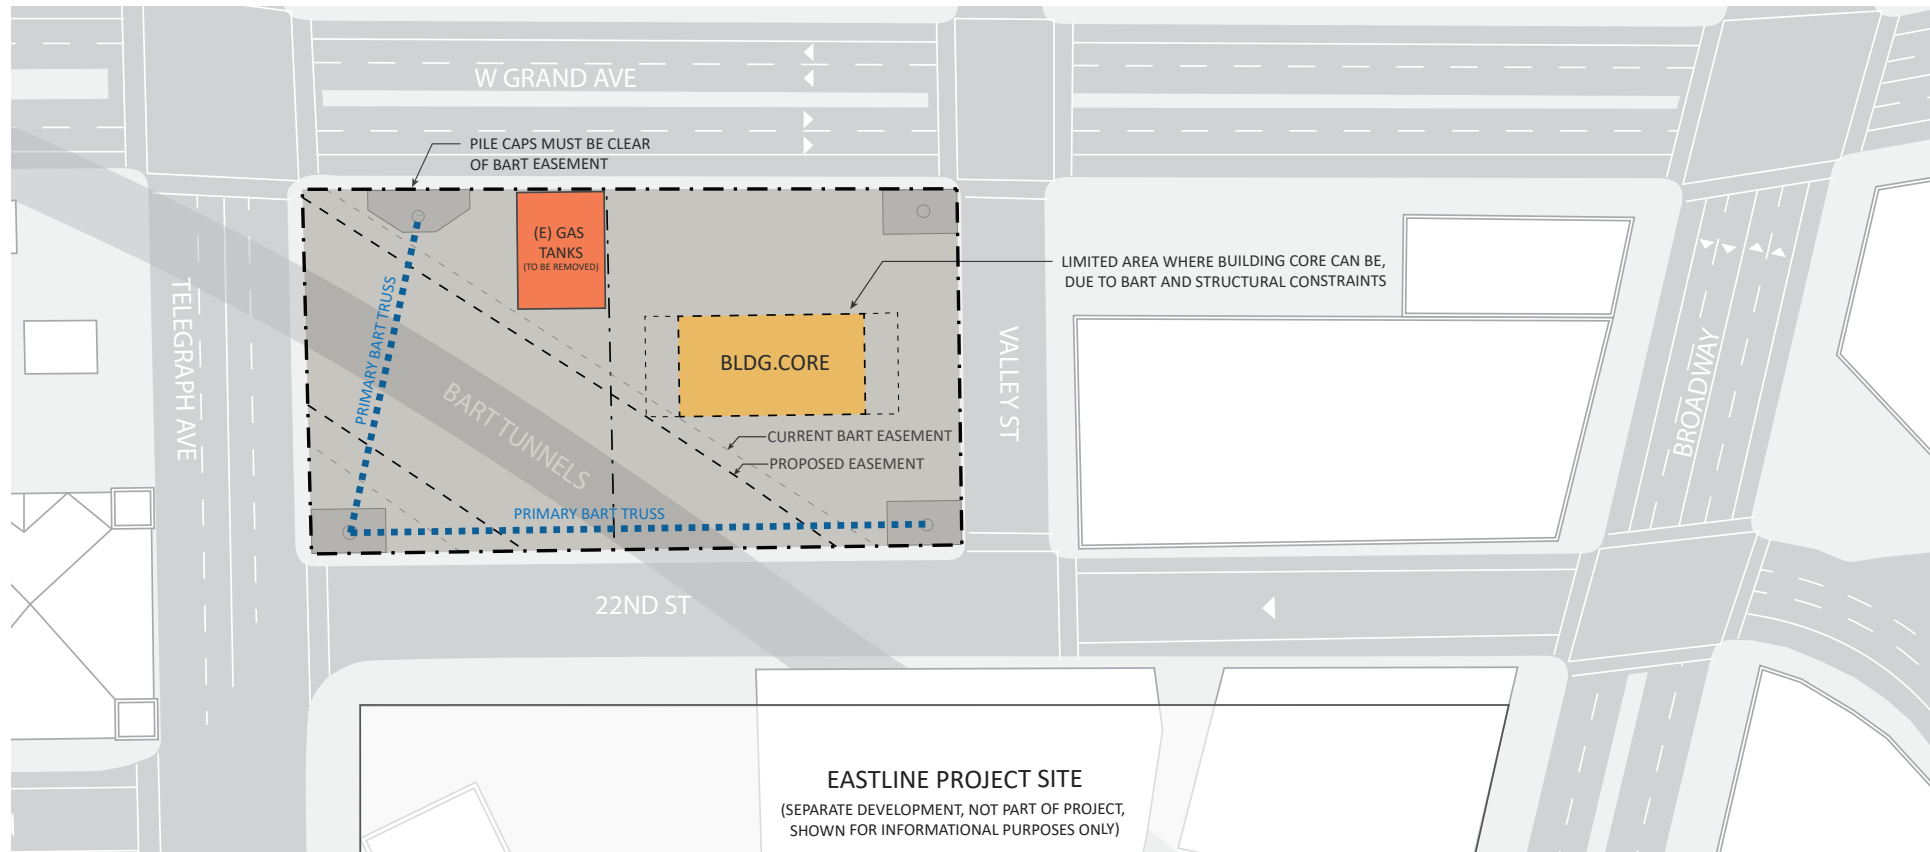 W GRAND AVE
PILE CAPS MUST BE CLEAR
OF BART EASEMENT
(E) GAS
TANKS
(TO BE REMOVED)
LIMITED AREA WHERE BUILDING CORE CAN BE,
DUE TO BART AND STRUCTURAL CONSTRAINTS
TELEGRAPH AVE
PRIMARY BART TRUSS
BART TUNNELS
BLDG.CORE
VALLEY ST
BROADWAY
CURRENT BART EASEMENT
PROPOSED EASEMENT
PRIMARY BART TRUSS
22ND ST
EASTLINE PROJECT SITE
(SEPARATE DEVELOPMENT, NOT PART OF PROJECT,
SHOWN FOR INFORMATIONAL PURPOSES ONLY)